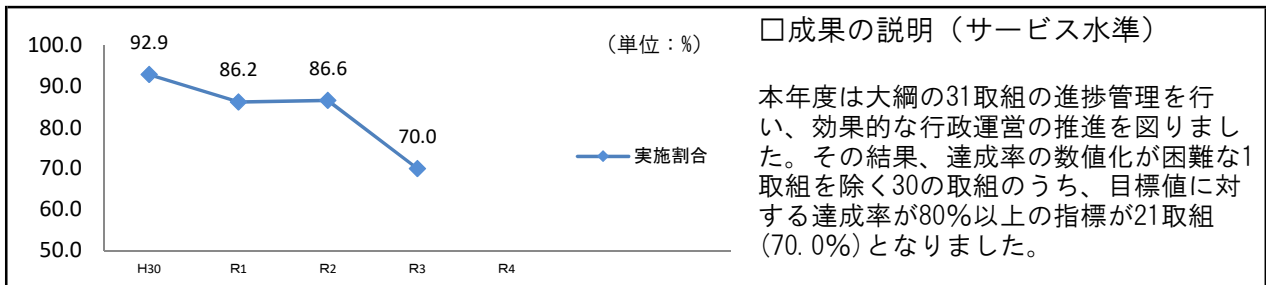 100.0
90.0
80.0
70.0
60.0
50.0
92.9
86.2
86.6
70.0
（単位：%）
実施割合
H30
R1
R2
R3
R4
□成果の説明（サービス水準）
本年度は大綱の31取組の進捗管理を行
い、効果的な行政運営の推進を図りまし
た。その結果、達成率の数値化が困難な1
取組を除く30の取組のうち、目標値に対
する達成率が80%以上の指標が21取組
(70.0%)となりました。